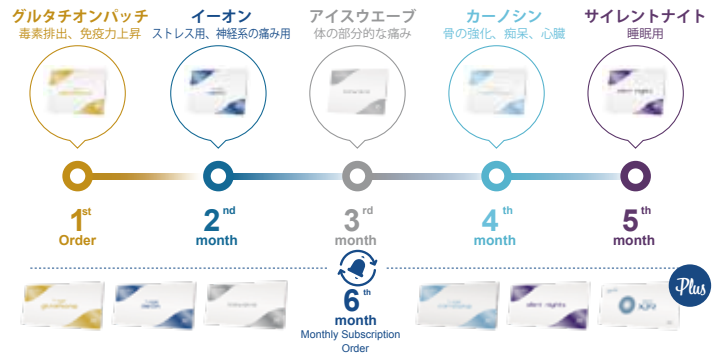 グルタチオンパッチ
毒素排出、免疫力上昇
イーオン
ストレス用、神経系の痛み用
アイスウエーブ
体の部分的な痛み
カーノシン
骨の強化、痴呆、心臓
サイレントナイト
睡眠用
silent nights
1st
Order
2nd
month
3rd
month
4th
month
5th
month
6th
month
Monthly Subscription
Order
silent nights
Plus